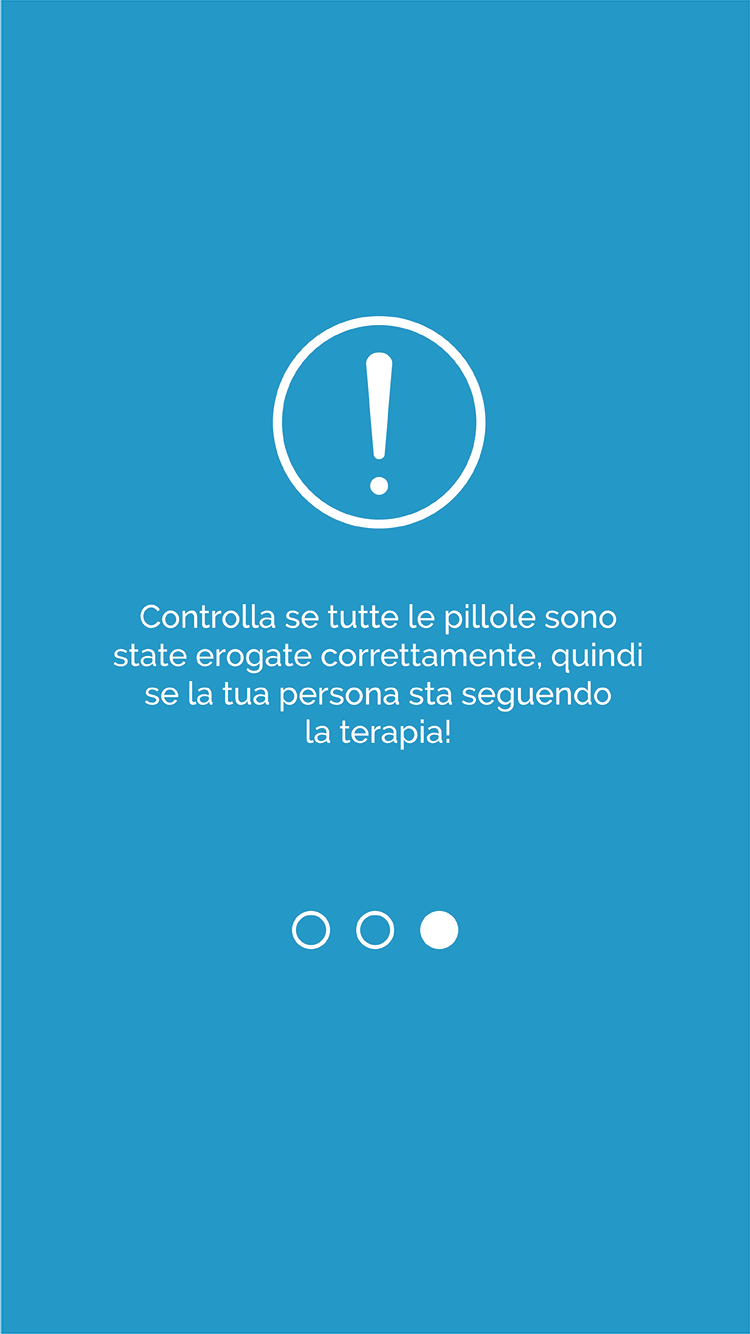 Controlla se tutte le pillole sono
state erogate correttamente, quindi
se la tua persona sta seguendo
la terapia!